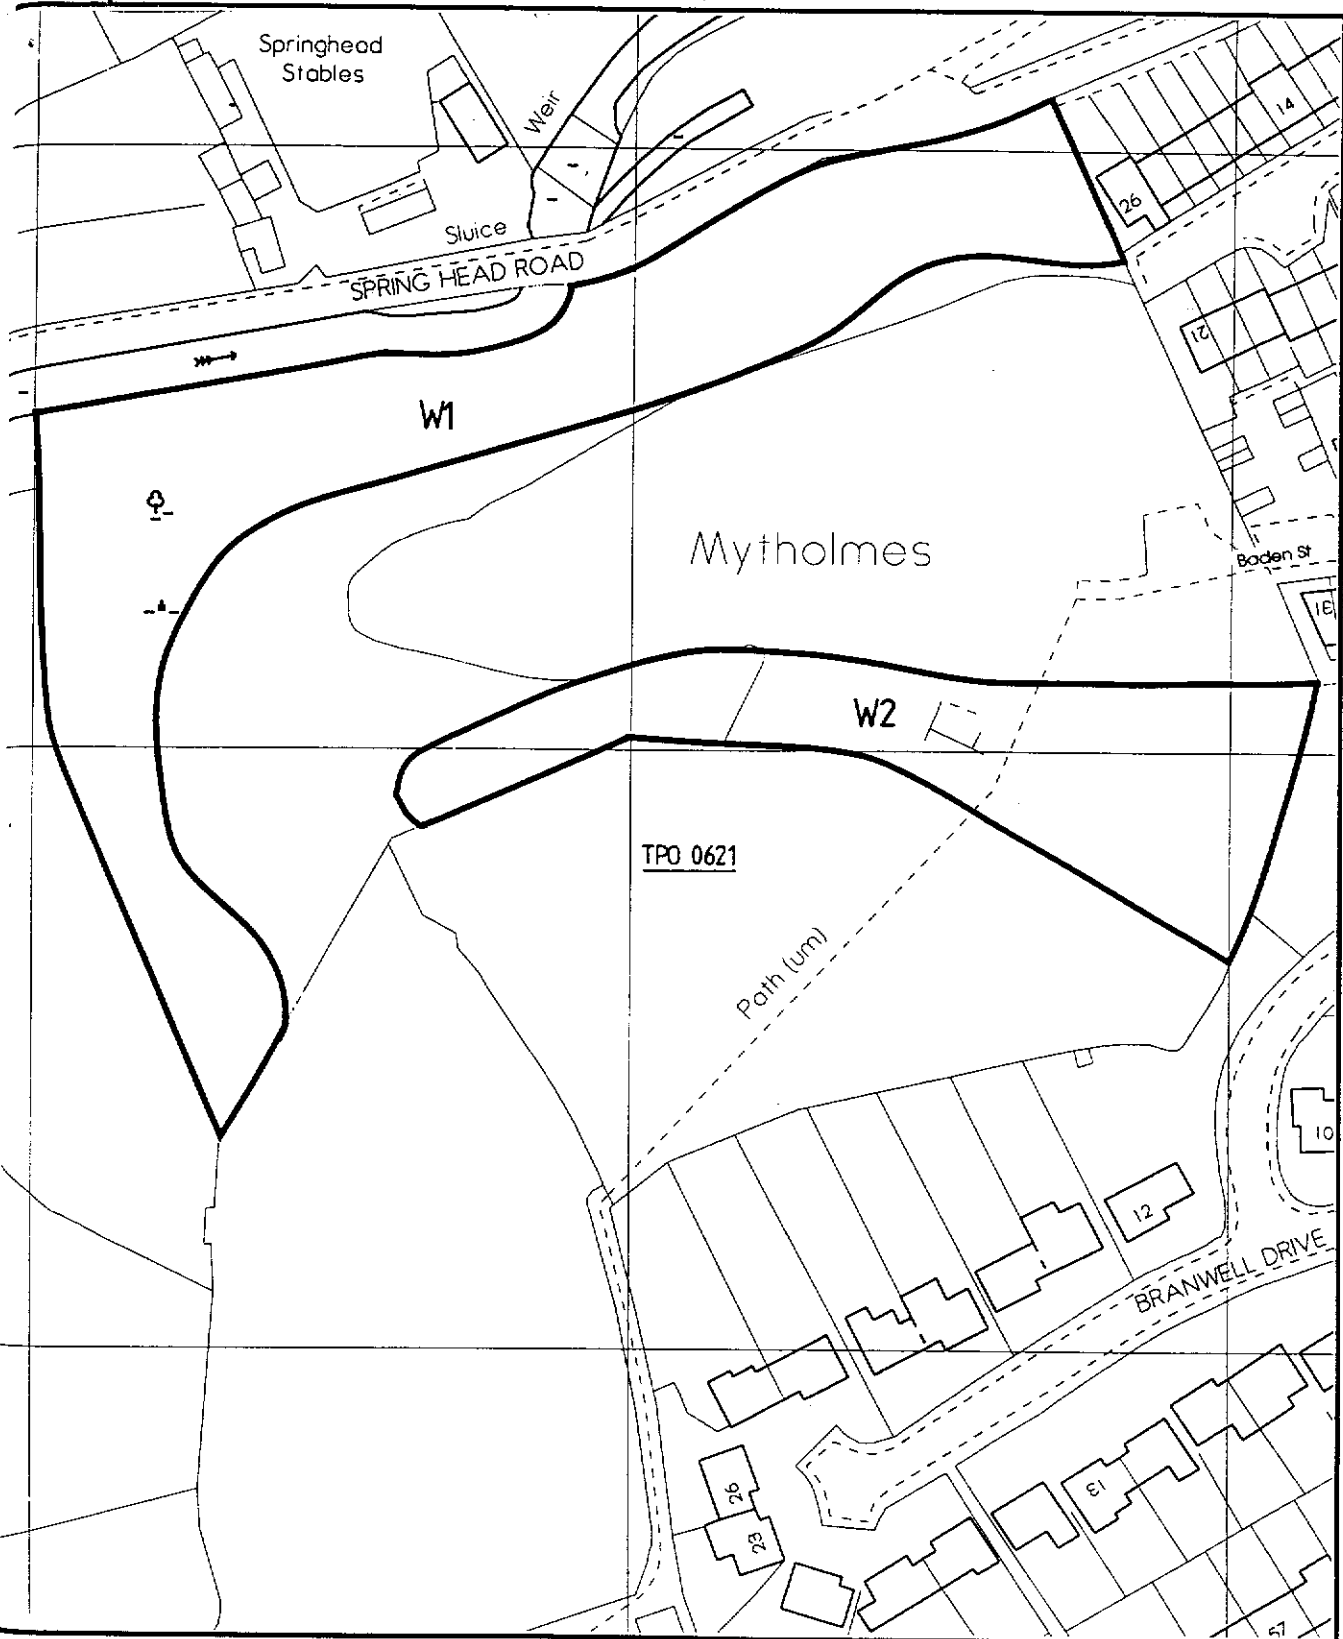 Springhead
Stables
Weir
14
26
Sluice
SPRING HEAD ROAD
21
W1
Mytholmes
Baden St
W2
TPO 0621
Path (um)
10
12
BRANWELL DRIVE
26
23
13
57